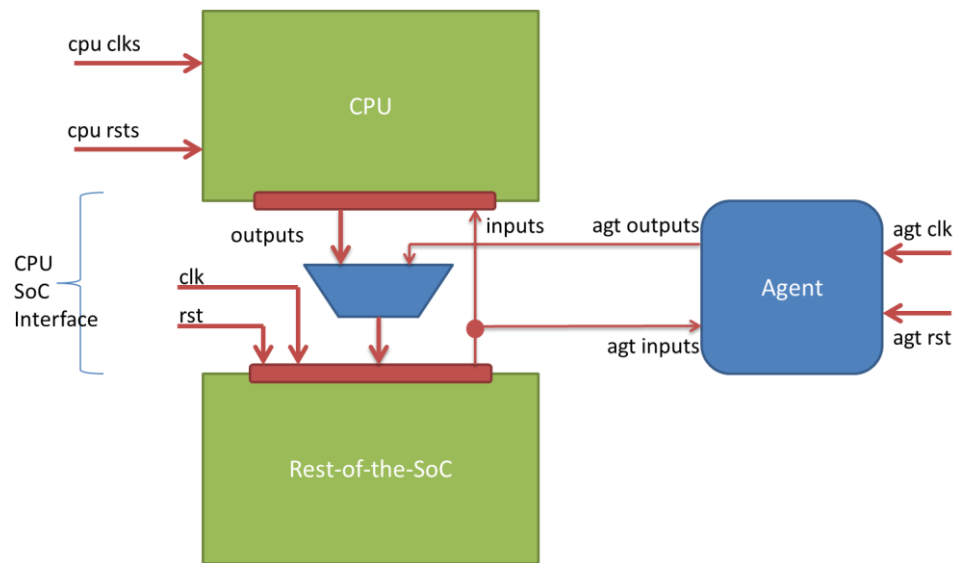 cpu clks
CPU
cpu rsts
outputs
inputs
agt outputs
agt clk
CPU
SoC
Interface
clk
Agent
rst
agt inputs
agt rst
Rest-of-the-SoC